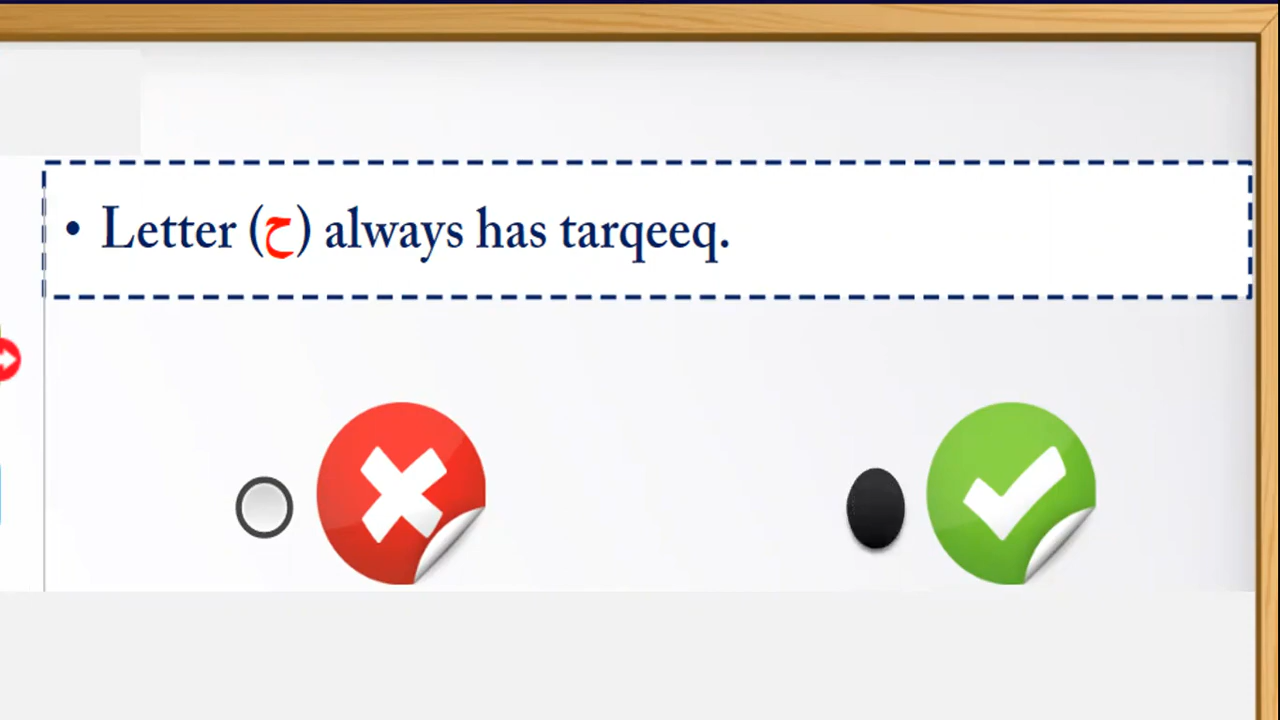 • Letter (ح) always has tarqeeq.